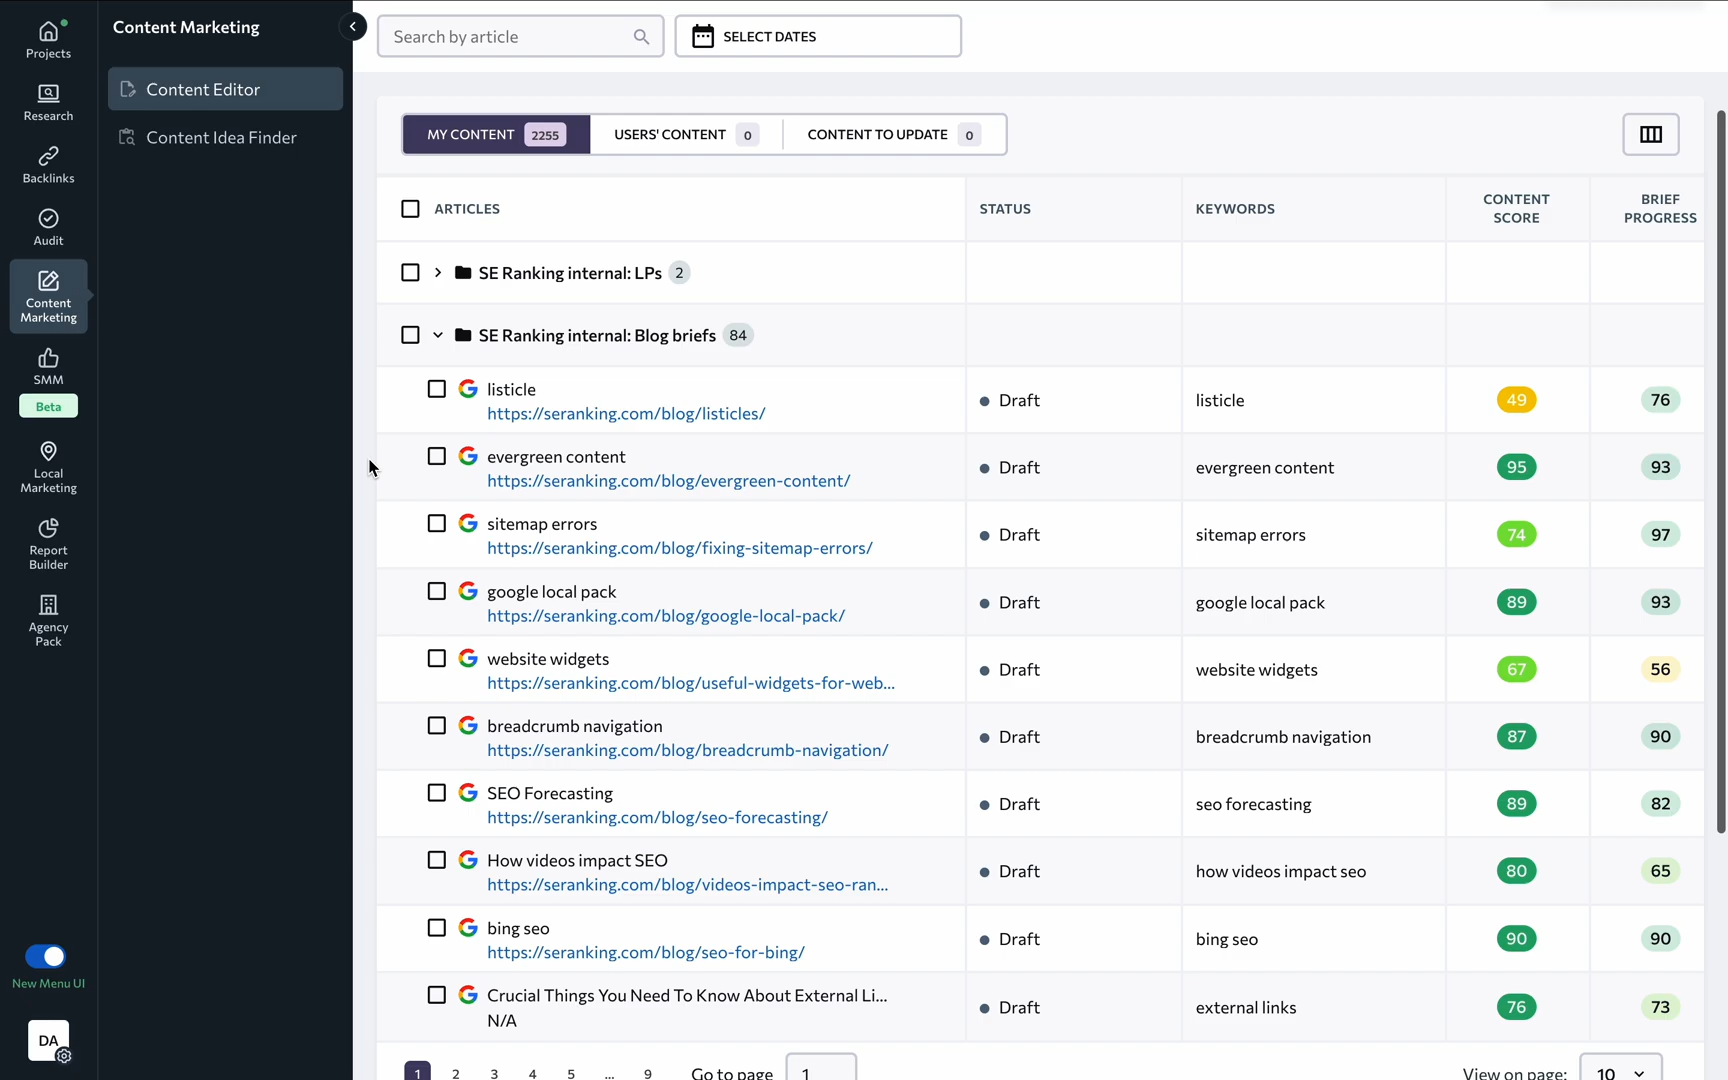 Projects
Research
Backlinks
Audit
Content
Marketing
SMM
Beta
Local
Marketing
Report
Builder
Agency
Pack
New Menu UI
DA
Content Marketing
Content Editor
Content Idea Finder
Search by article
SELECT DATES
MY CONTENT 2255
USERS' CONTENT 0
CONTENT TO UPDATE 0
ARTICLES
STATUS
KEYWORDS
CONTENT
SCORE
BRIEF
PROGRESS
SE Ranking internal: LPs 2
SE Ranking internal: Blog briefs 84
listicle
https://seranking.com/blog/listicles/
Draft
listicle
49
76
evergreen content
https://seranking.com/blog/evergreen-content/
Draft
evergreen content
95
93
sitemap errors
https://seranking.com/blog/fixing-sitemap-errors/
Draft
sitemap errors
74
97
google local pack
https://seranking.com/blog/google-local-pack/
Draft
google local pack
89
93
website widgets
https://seranking.com/blog/useful-widgets-for-web...
Draft
website widgets
67
56
breadcrumb navigation
https://seranking.com/blog/breadcrumb-navigation/
Draft
breadcrumb navigation
87
90
SEO Forecasting
https://seranking.com/blog/seo-forecasting/
Draft
seo forecasting
89
82
How videos impact SEO
https://seranking.com/blog/videos-impact-seo-ran...
Draft
how videos impact seo
80
65
bing seo
https://seranking.com/blog/seo-for-bing/
Draft
bing seo
90
90
Crucial Things You Need To Know About External Li...
N/A
Draft
external links
76
73
1 2 3 4 5 ... 9 Go to page 1
View on page: 10